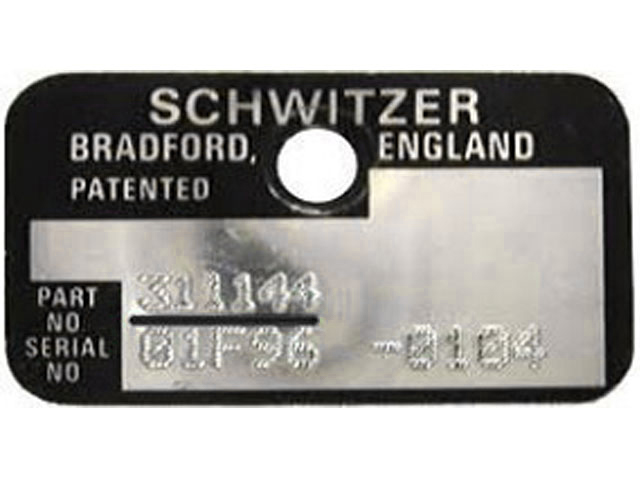 SCHWITZER
BRADFORD, ENGLAND
PATENTED
PART NO 311144
SERIAL NO 01F96 -0104